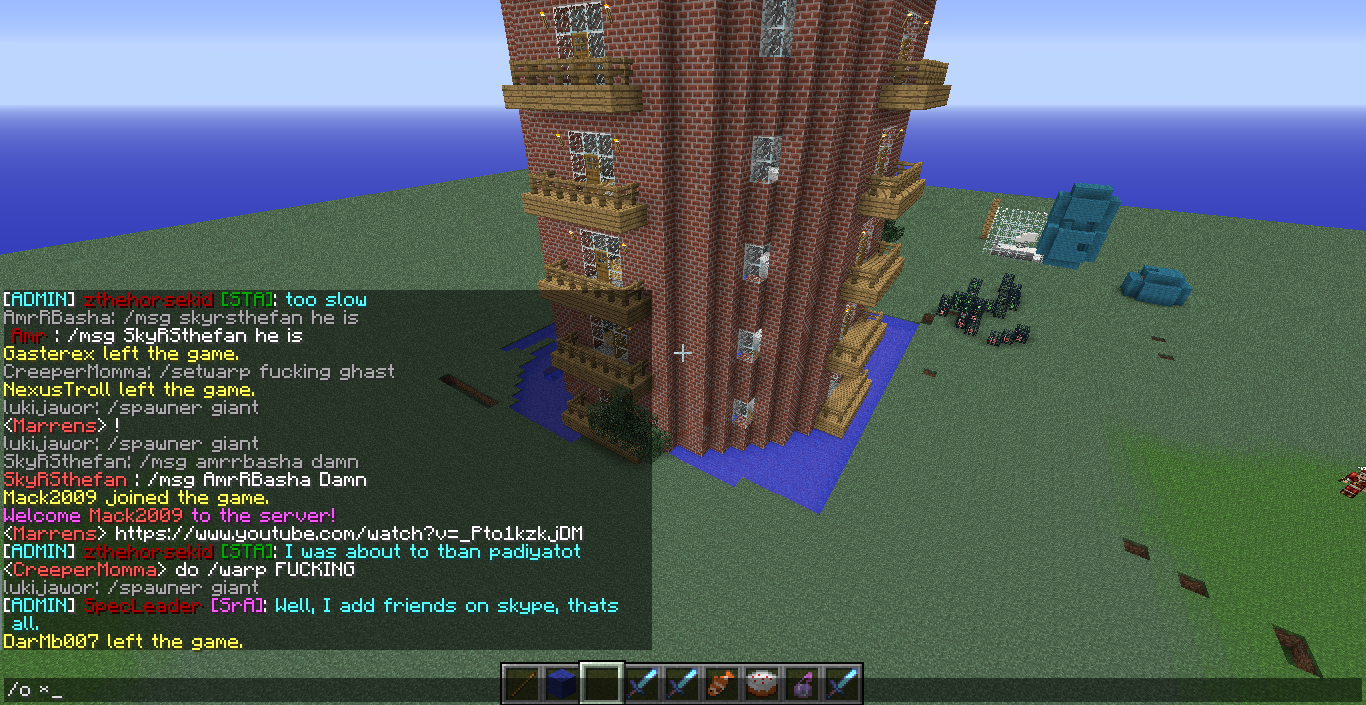 [ADMIN] zthehorsekid [STA]: too slow
AmrRBasha: /msg skyrsthefan he is
Amr : /msg SkyRSthefan he is
Gasterex left the game.
CreeperMomma: /setwarp fucking ghast
NexusTroll left the game.
lukijawor: /spawner giant
<Marrens> !
lukijawor: /spawner giant
SkyRSthefan: /msg amrrbasha damn
SkyRSthefan : /msg AmrRBasha Damn
Mack2009 joined the game.
Welcome Mack2009 to the server!
<Marrens> https://www.youtube.com/watch?v=_Pto1kzkjDM
[ADMIN] zthehorsekid [STA]: I was about to tban padiyatot
<CreeperMomma> do /warp FUCKING
lukijawor: /spawner giant
[ADMIN] SpecLeader [SrA]: Well, I add friends on skype, thats
all.
DarMb007 left the game.
/o *_